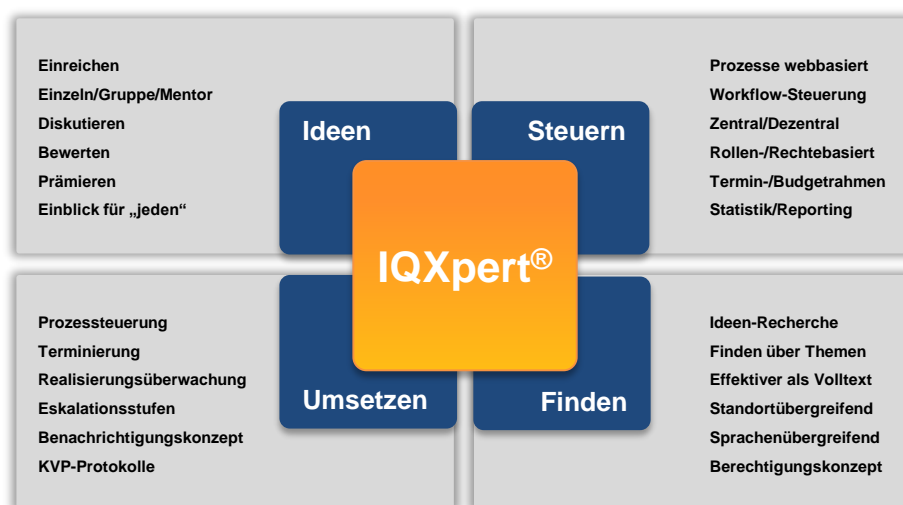 Einreichen
Einzeln/Gruppe/Mentor
Diskutieren
Bewerten
Prämieren
Einblick für „jeden“
Ideen
Steuern
Prozesse webbasiert
Workflow-Steuerung
Zentral/Dezentral
Rollen-/Rechtebasiert
Termin-/Budgetrahmen
Statistik/Reporting
IQXpert®
Prozessteuerung
Terminierung
Realisierungsüberwachung
Eskalationsstufen
Benachrichtigungskonzept
KVP-Protokolle
Umsetzen
Finden
Ideen-Recherche
Finden über Themen
Effektiver als Volltext
Standortübergreifend
Sprachenübergreifend
Berechtigungskonzept